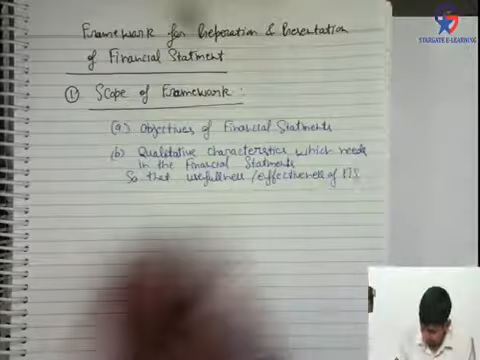 STARGATE E-LEARNING
Framework for Preparation & Presentation
of Financial Statment
① Scope of Framework :
(a) Objectives of Financial Statments
(b) Qualitative characteristics which needs
in the Financial Statments
So that usefullness / effectiveness of F.S.